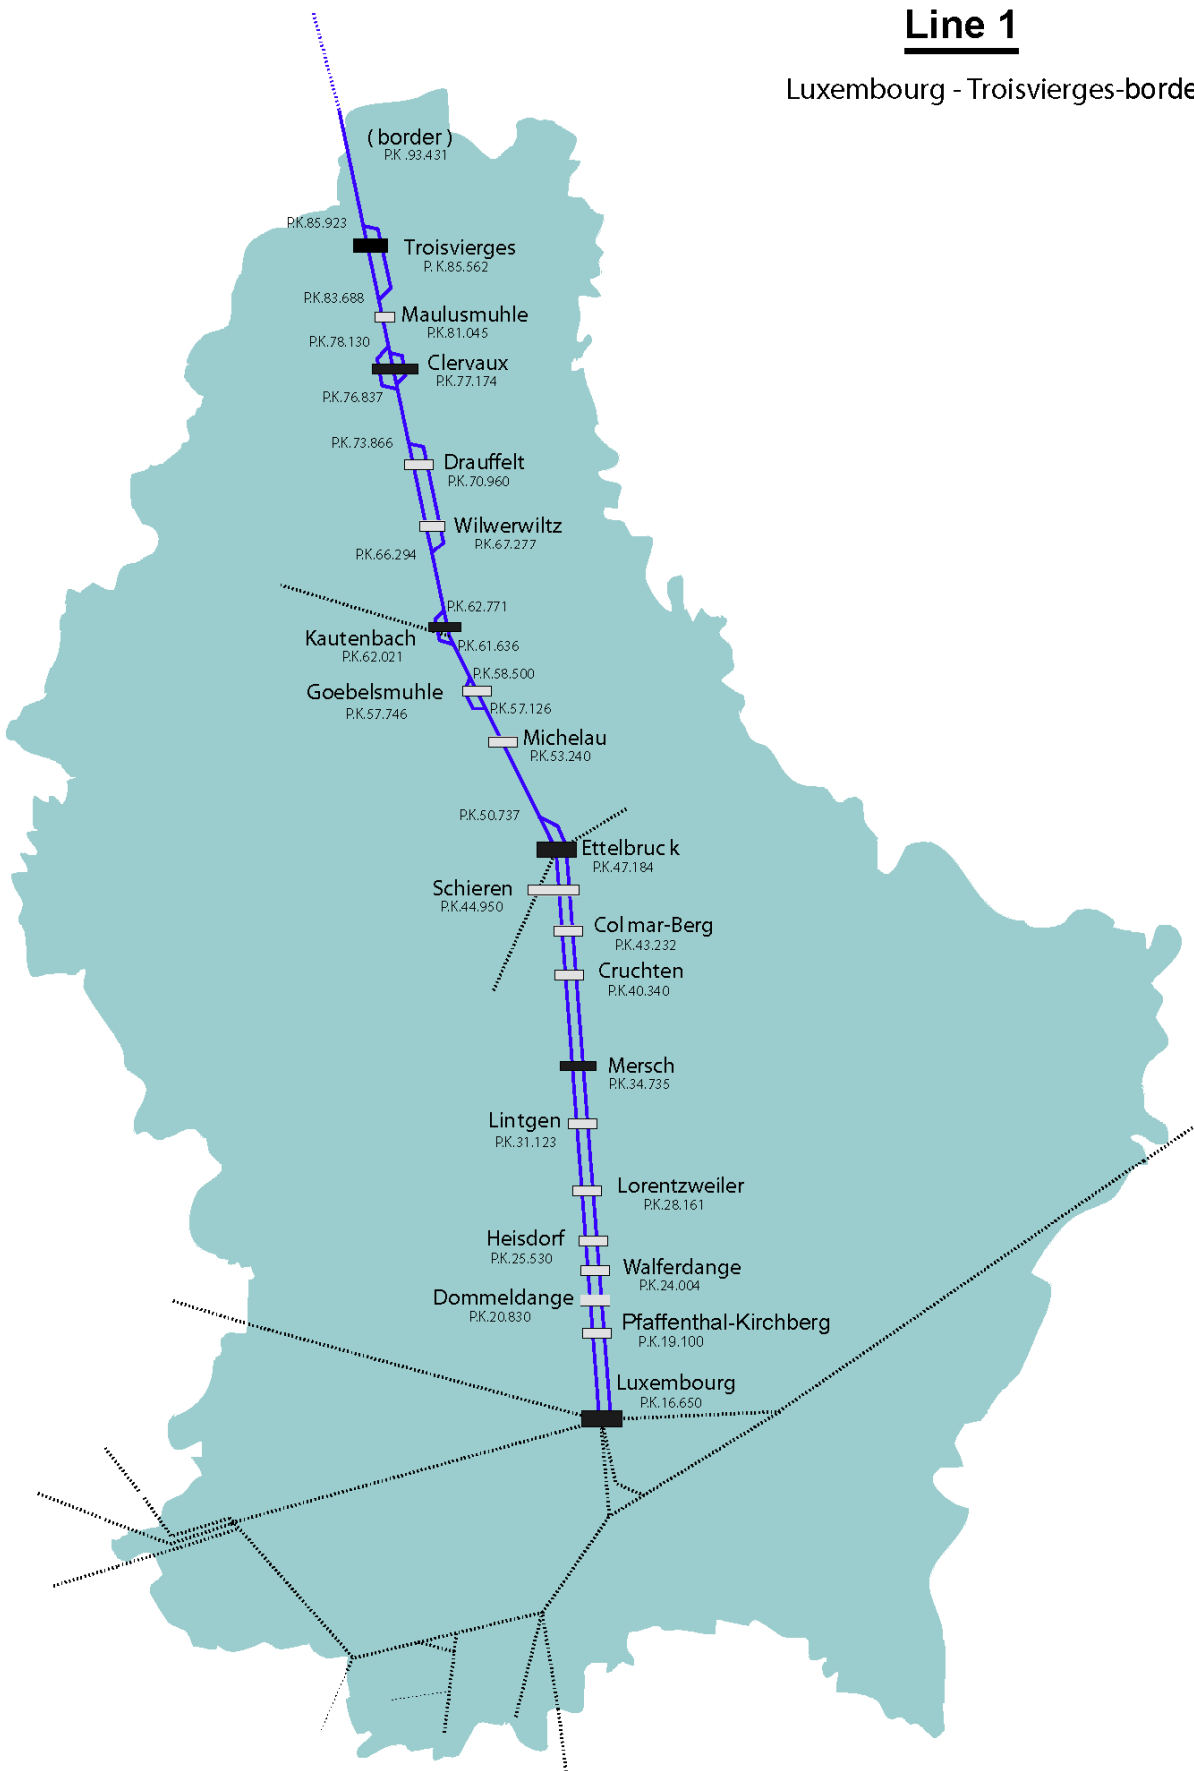 Line 1
Luxembourg - Troisvierges-borde
( border )
P.K .93.431
P.K.85.923
Troisvierges
P. K.85.562
P.K.83.688
Maulusmuhle
P.K.81.045
P.K.78.130
Clervaux
P.K.77.174
P.K.76.837
P.K.73.866
Drauffelt
P.K.70.960
Wilwerwiltz
P.K.67.277
P.K.66.294
P.K.62.771
Kautenbach
P.K.61.636
P.K.62.021
P.K.58.500
Goebelsmuhle
P.K.57.746
P.K.57.126
Michelau
P.K.53.240
P.K.50.737
Ettelbruc k
P.K.47.184
Schieren
P.K.44.950
Col mar-Berg
P.K.43.232
Cruchten
P.K.40.340
Mersch
P.K.34.735
Lintgen
P.K.31.123
Lorentzweiler
P.K.28.161
Heisdorf
P.K.25.530
Walferdange
P.K.24.004
Dommeldange
P.K.20.830
Pfaffenthal-Kirchberg
P.K.19.100
Luxembourg
P.K.16.650